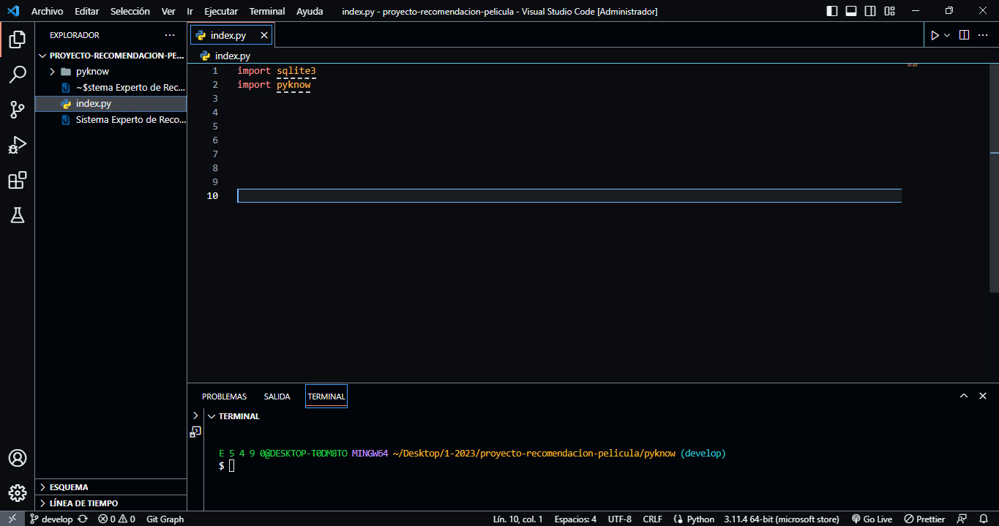 Archivo Editar Selección Ver Ir Ejecutar Terminal Ayuda index.py - proyecto-recomendacion-pelicula - Visual Studio Code [Administrador]
EXPLORADOR
index.py
PROYECTO-RECOMENDACION-PE...
index.py
pyknow
~$stema Experto de Rec...
index.py
Sistema Experto de Reco...
1 import sqlite3
2 import pyknow
3
4
5
6
7
8
9
10
PROBLEMAS SALIDA TERMINAL
TERMINAL
E 5 4 9 0@DESKTOP-T0DM8TO MINGW64 ~/Desktop/1-2023/proyecto-recomendacion-pelicula/pyknow (develop)
$
ESQUEMA
LÍNEA DE TIEMPO
develop 0 0 Git Graph Lín. 10, col. 1 Espacios: 4 UTF-8 CRLF Python 3.11.4 64-bit (microsoft store) Go Live Prettier